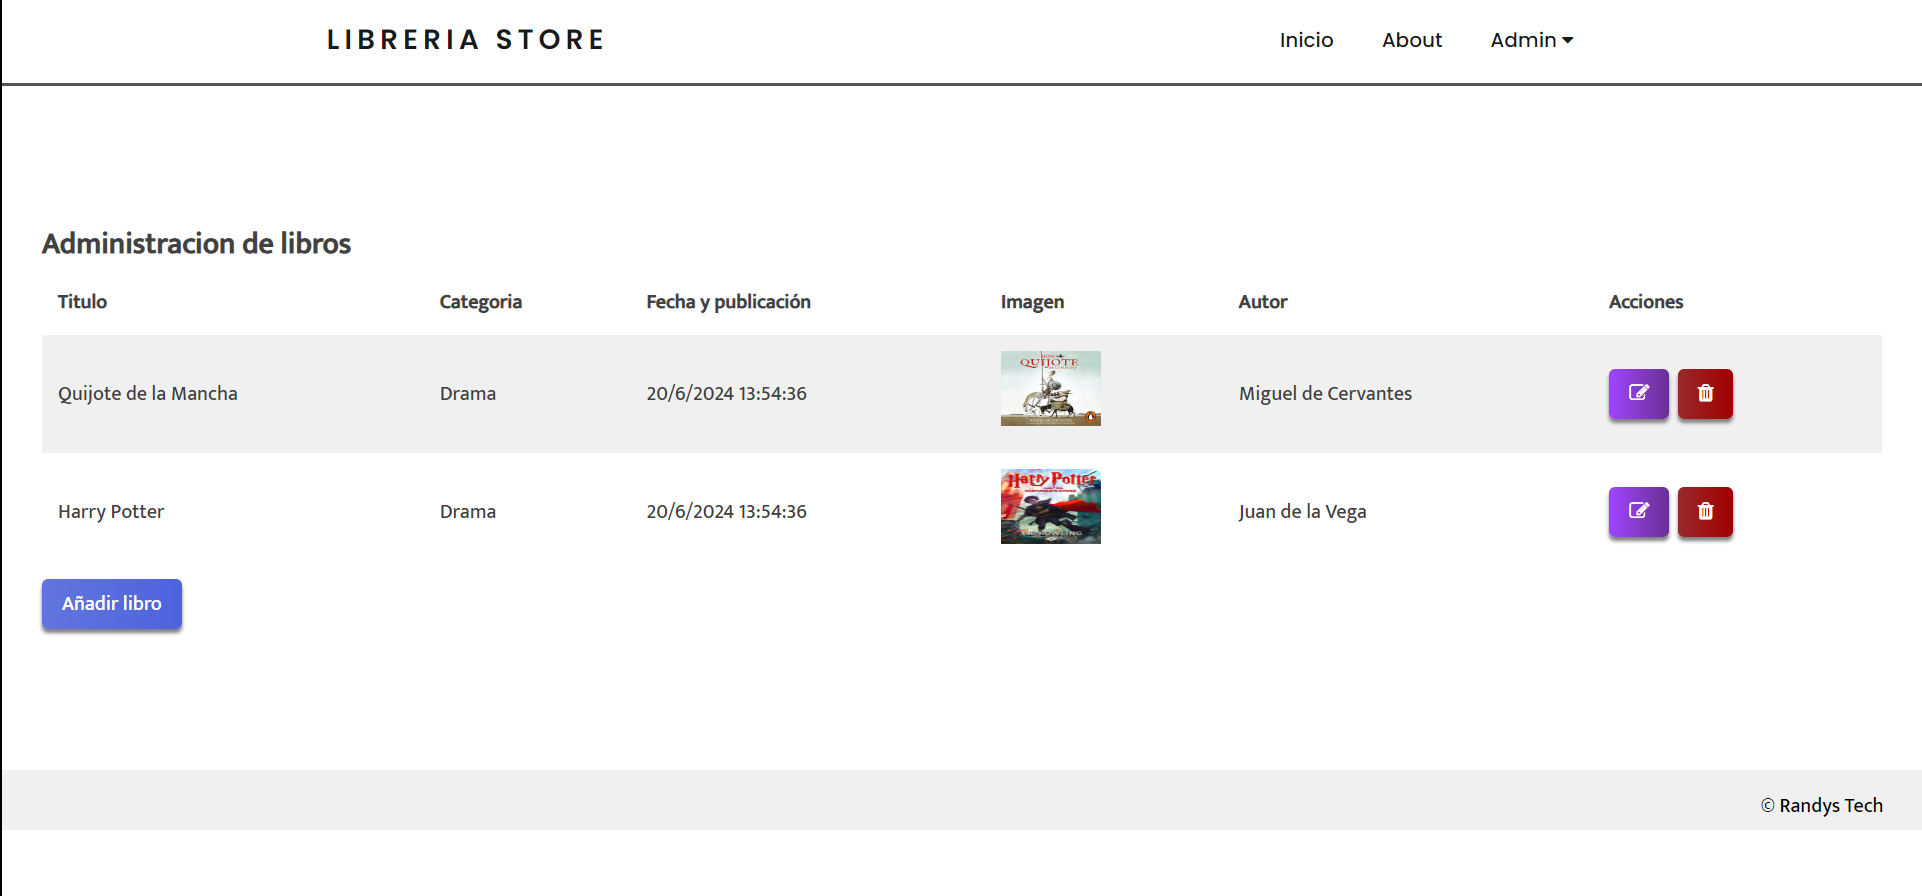 LIBRERIA STORE
Inicio About Admin
Administracion de libros
Titulo Categoria Fecha y publicación Imagen Autor Acciones
DON
QUIJOTE
Quijote de la Mancha Drama 20/6/2024 13:54:36 Miguel de Cervantes
Harry Potter
Harry Potter Drama 20/6/2024 13:54:36 Juan de la Vega
J.K. ROWLING
Añadir libro
© Randys Tech